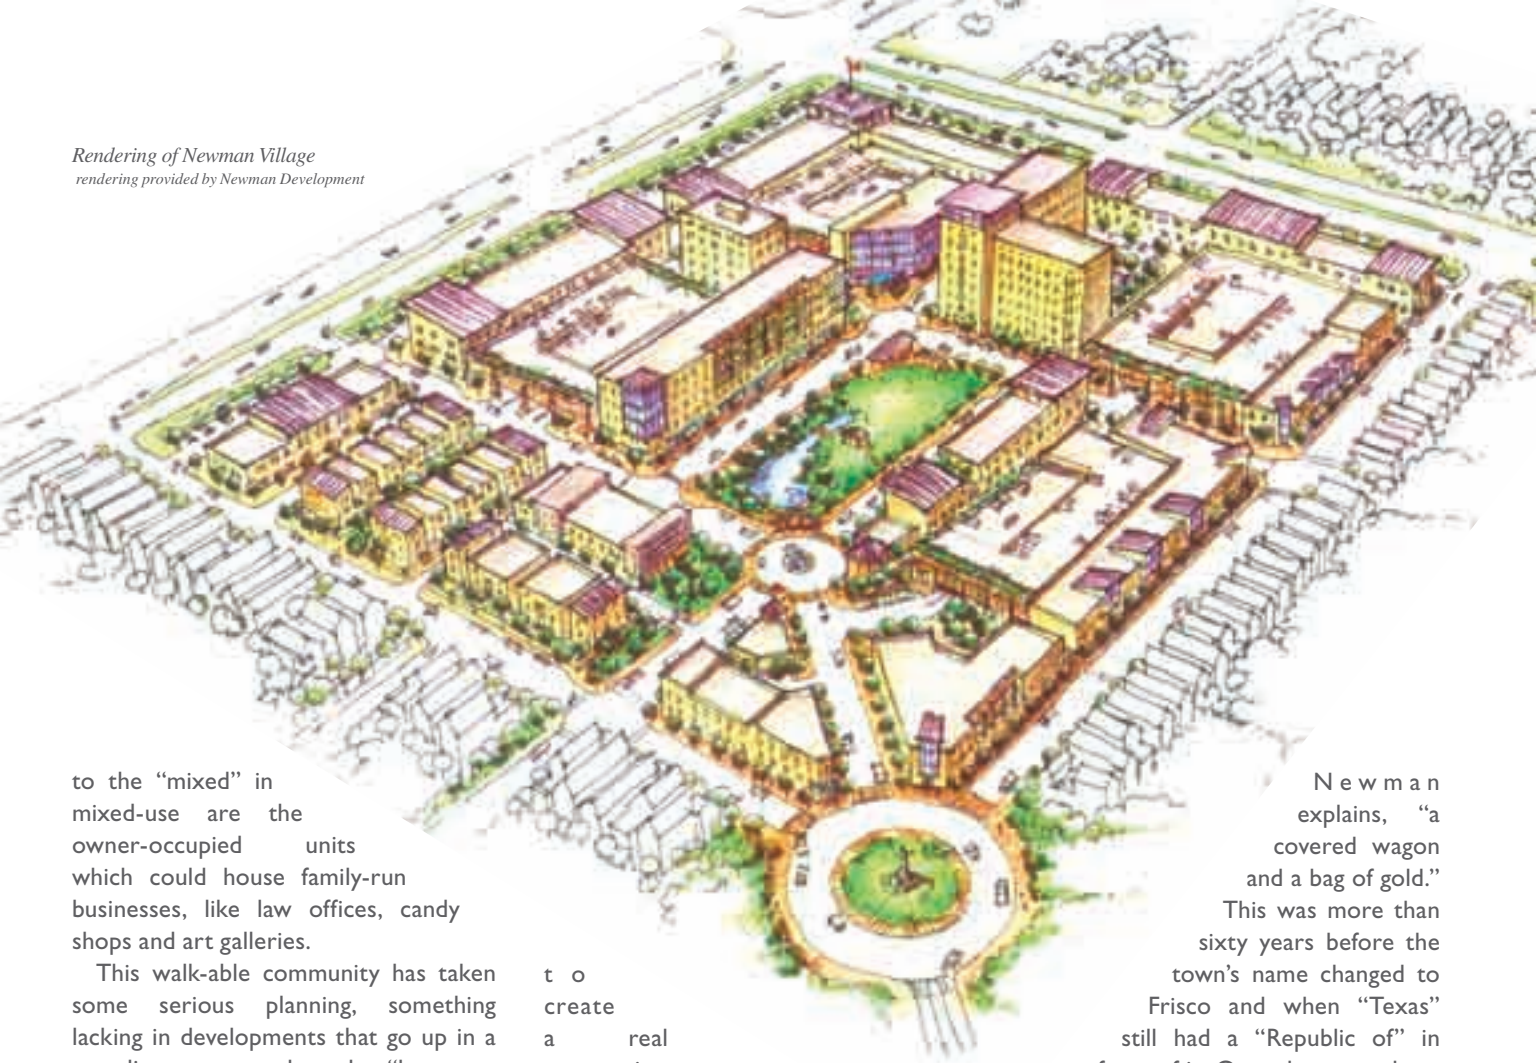 Rendering of Newman Village
rendering provided by Newman Development
to the “mixed” in
mixed-use are the
owner-occupied units
which could house family-run
businesses, like law offices, candy
shops and art galleries.
This walk-able community has taken
some serious planning, something
lacking in developments that go up in a
to
create
a real
Newman
explains, “a
covered wagon
and a bag of gold.”
This was more than
sixty years before the
town’s name changed to
Frisco and when “Texas”
still had a “Republic of” in